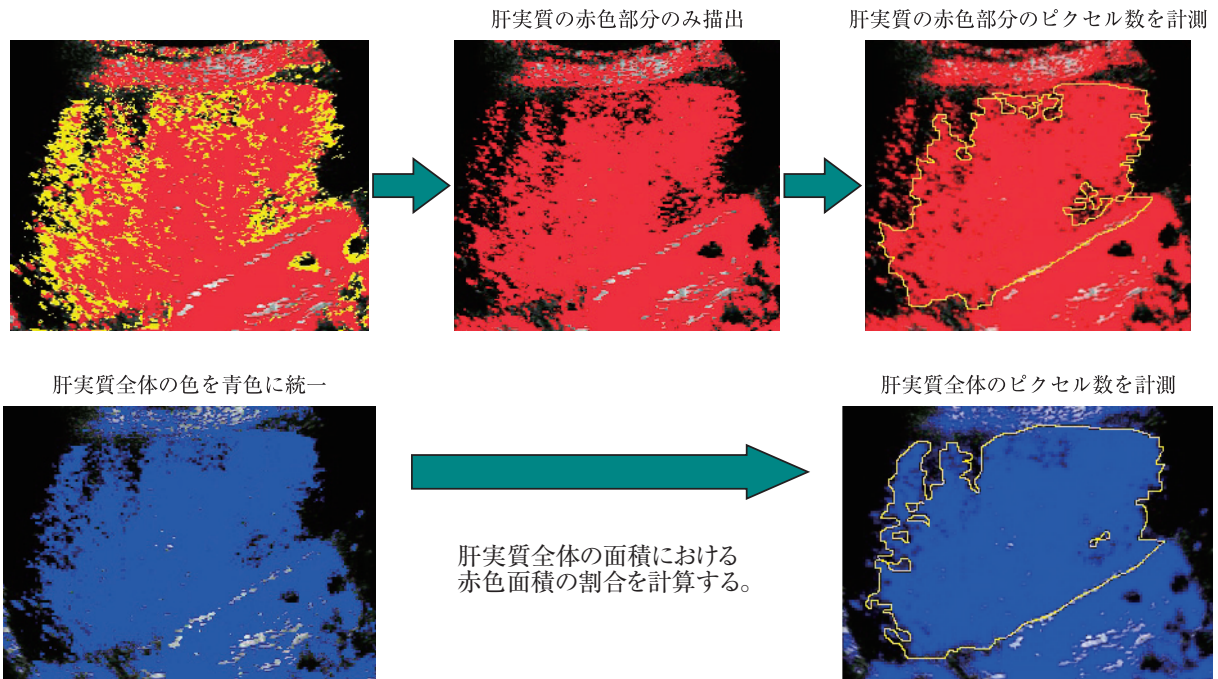 肝実質の赤色部分のみ描出
肝実質の赤色部分のピクセル数を計測
肝実質全体の色を青色に統一
肝実質全体のピクセル数を計測
肝実質全体の面積における
赤色面積の割合を計算する。